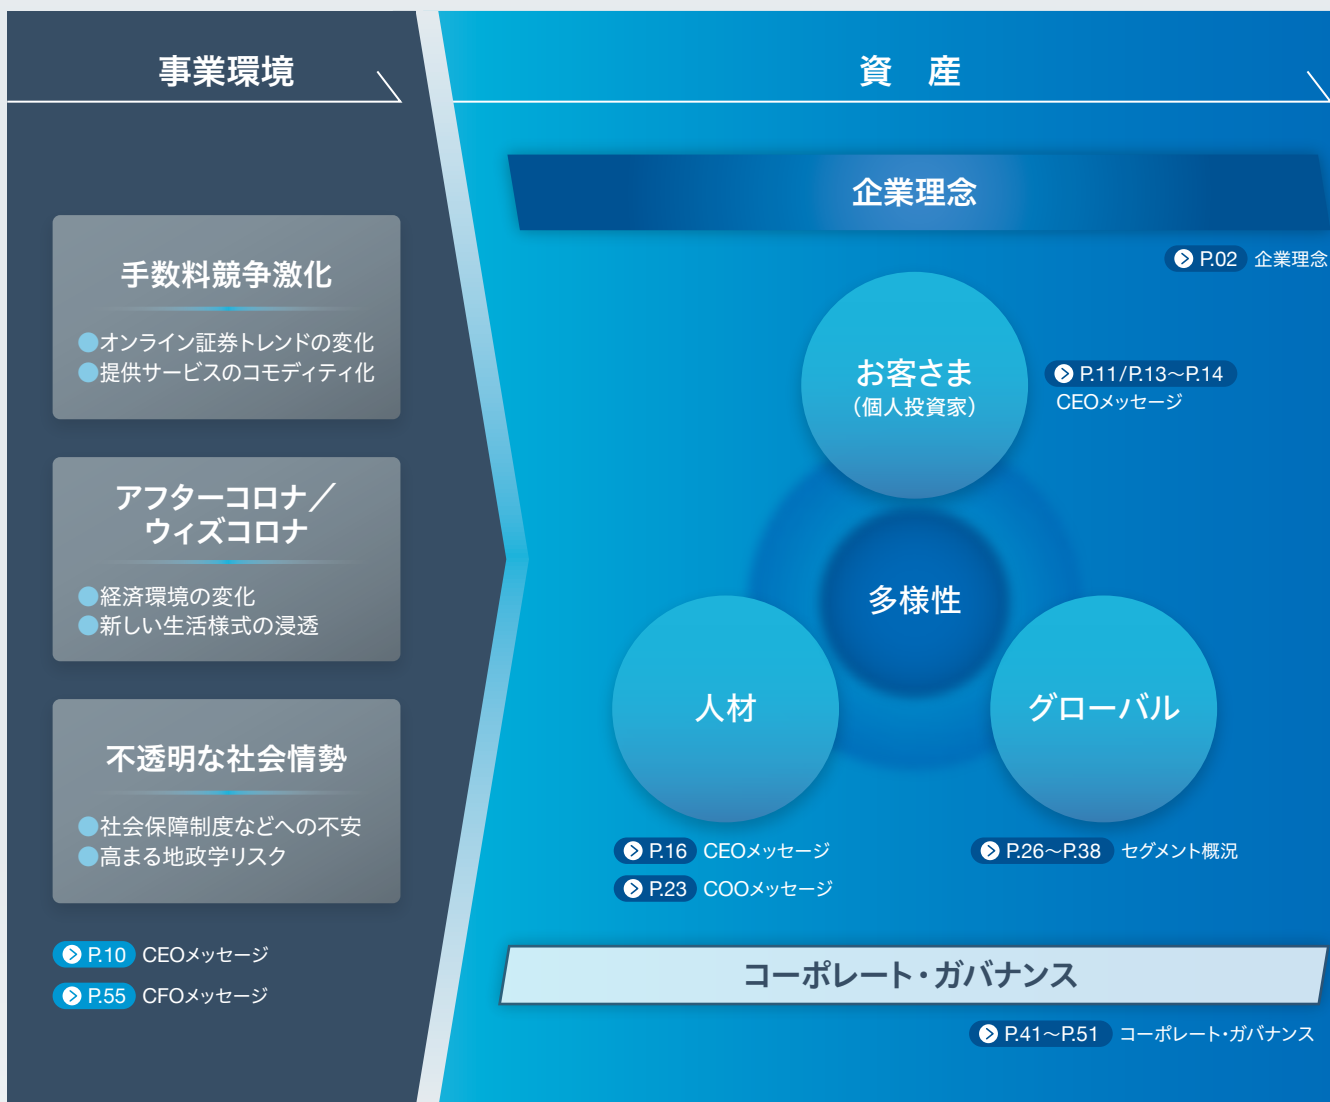 事業環境
手数料競争激化
●オンライン証券トレンドの変化
●提供サービスのコモディティ化
アフターコロナ／
ウィズコロナ
●経済環境の変化
●新しい生活様式の浸透
不透明な社会情勢
●社会保障制度などへの不安
●高まる地政学リスク
P.10 CEOメッセージ
P.55 CFOメッセージ
資　産
企業理念
P.02 企業理念
お客さま
（個人投資家）
P.11/P.13～P.14
CEOメッセージ
多様性
人材
グローバル
P.16 CEOメッセージ
P.23 COOメッセージ
P.26～P.38 セグメント概況
コーポレート・ガバナンス
P.41～P.51 コーポレート・ガバナンス